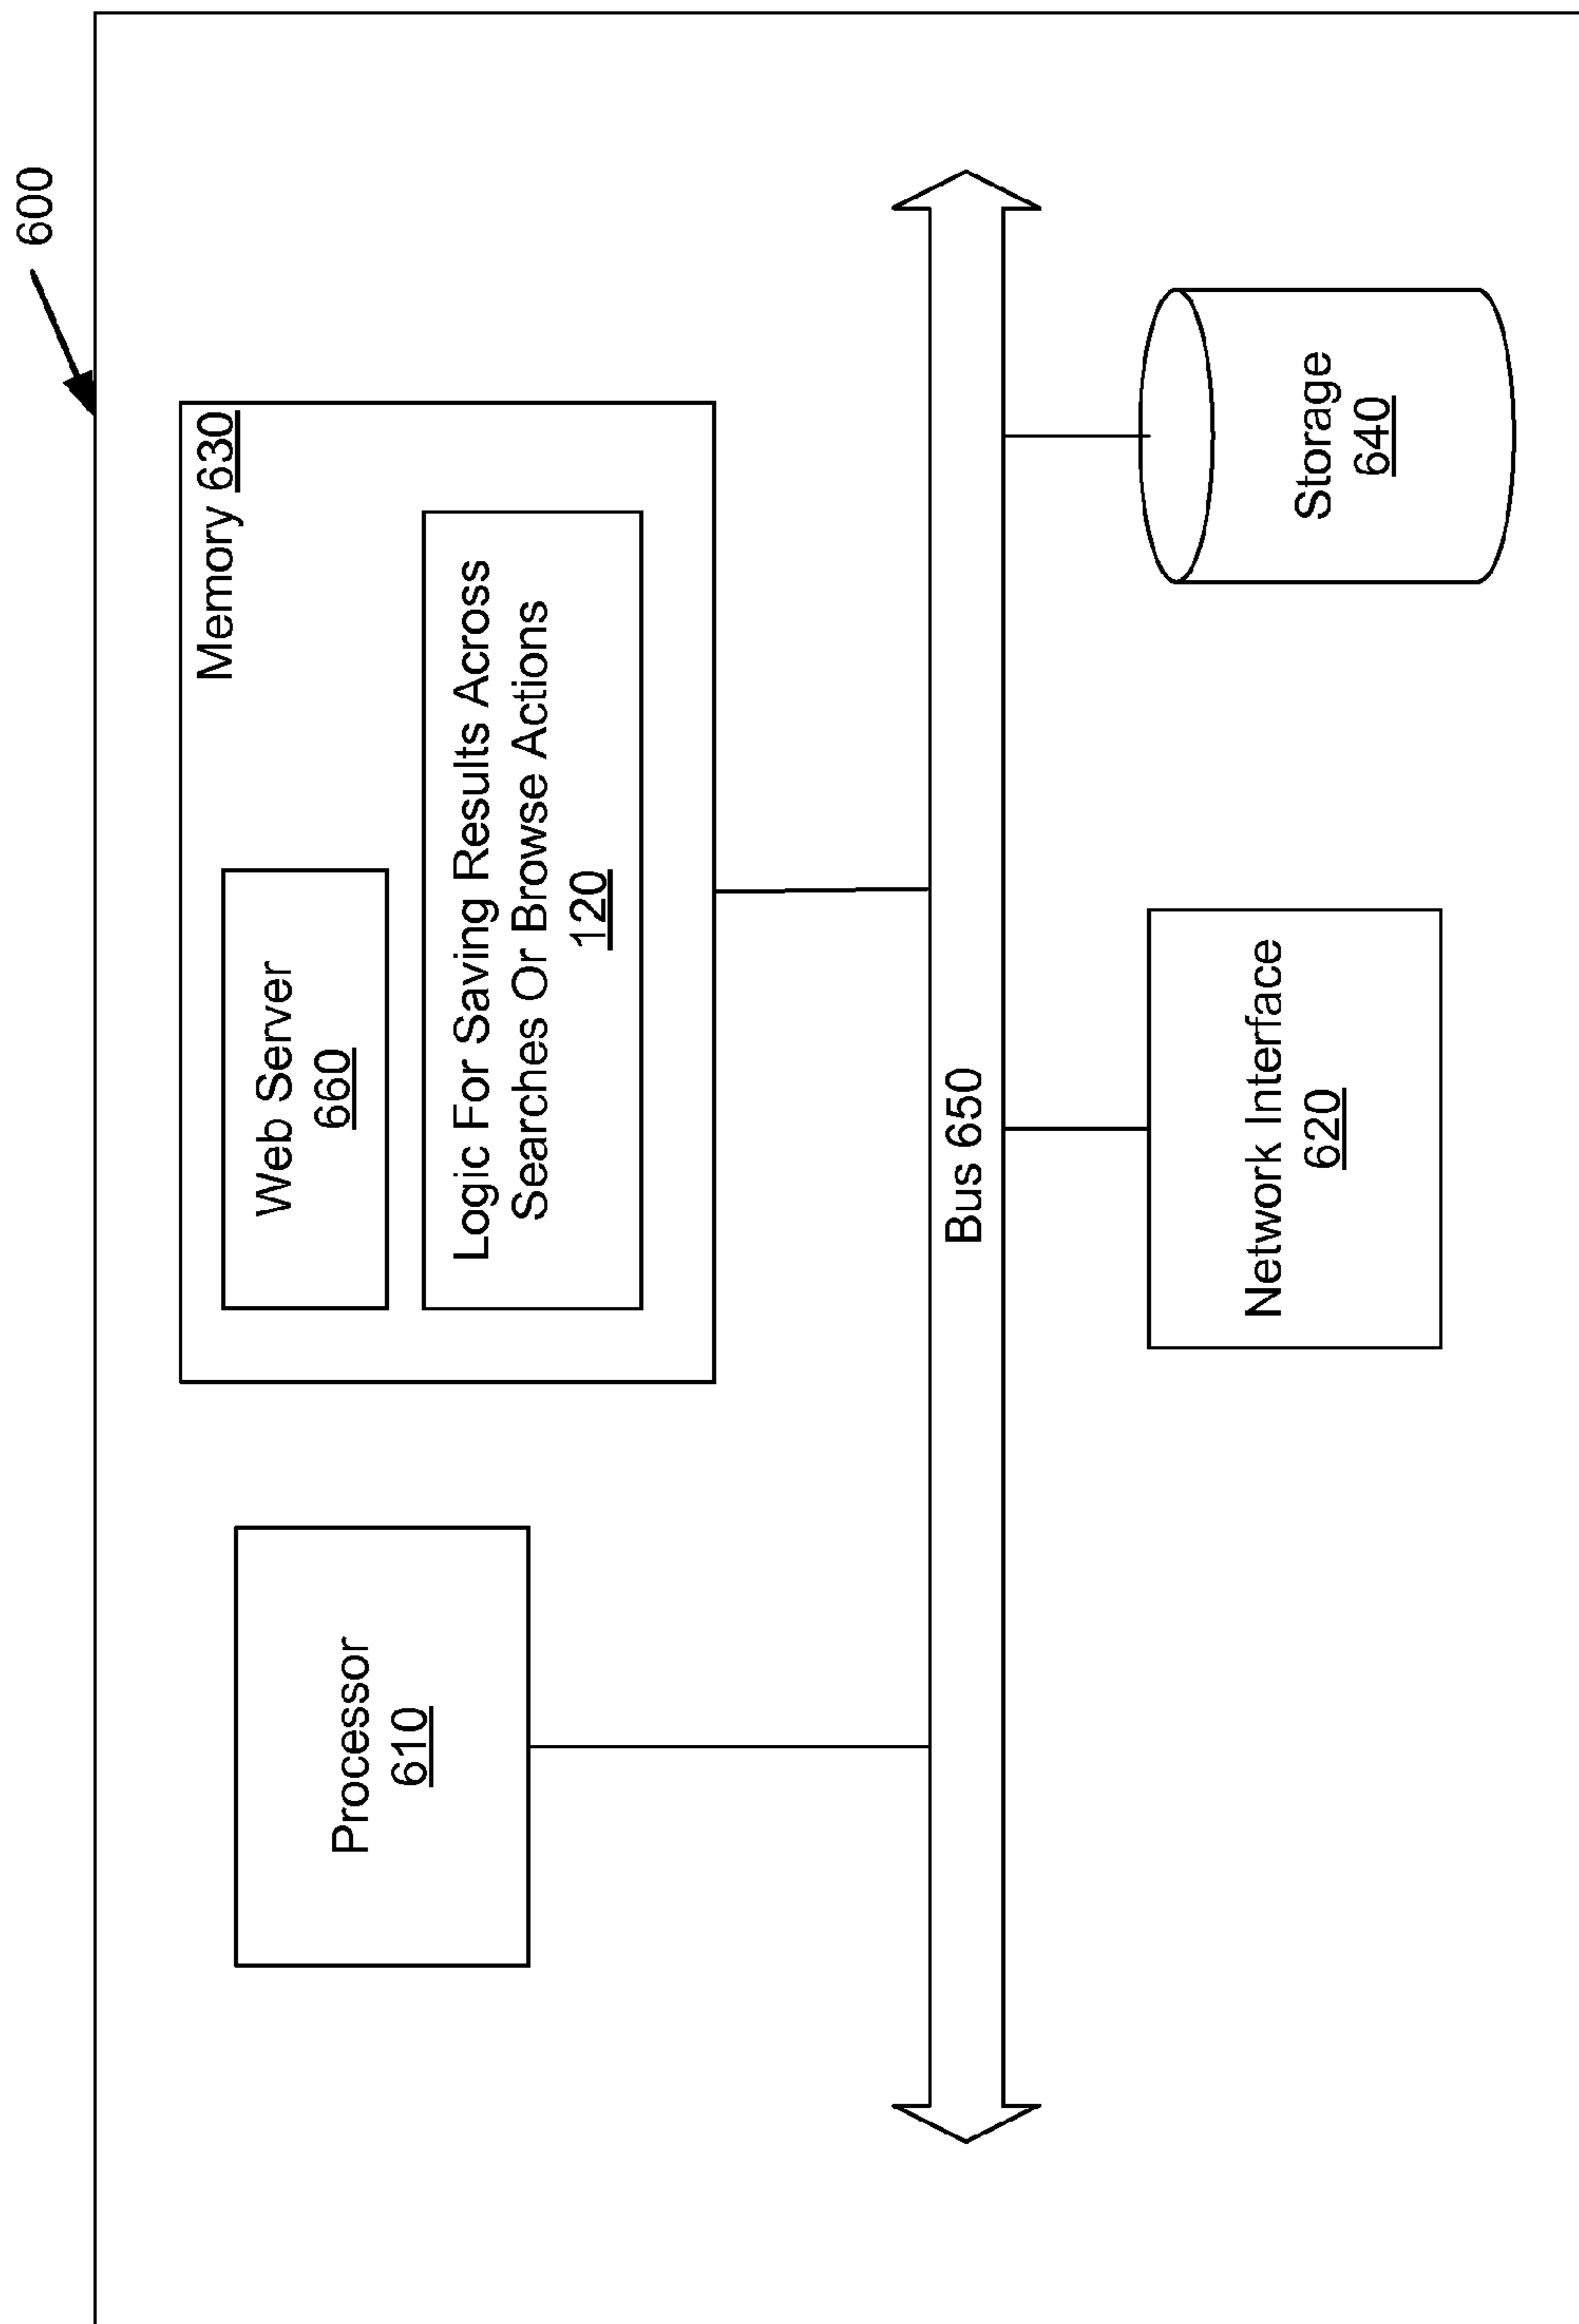 600
Memory 630
Web Server
660
Logic For Saving Results Across
Searches Or Browse Actions
120
Processor
610
Bus 650
Network Interface
620
Storage
640